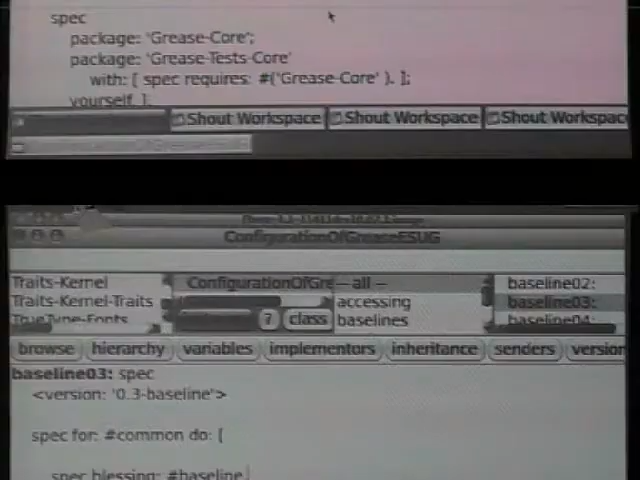 spec
package: 'Grease-Core';
package: 'Grease-Tests-Core'
with: [ spec requires: #('Grease-Core' ). ];
yourself. ].
Shout Workspace Shout Workspace Shout Workspac
ConfigurationOfGreaseESUG
Traits-Kernel ConfigurationOfGre -- all -- baseline02:
Traits-Kernel-Traits accessing baseline03:
TrueType-Fonts ? class baselines baseline04:
browse hierarchy variables implementors inheritance senders version
baseline03: spec
<version: '0.3-baseline'>
spec for: #common do: [
spec blessing: #baseline.